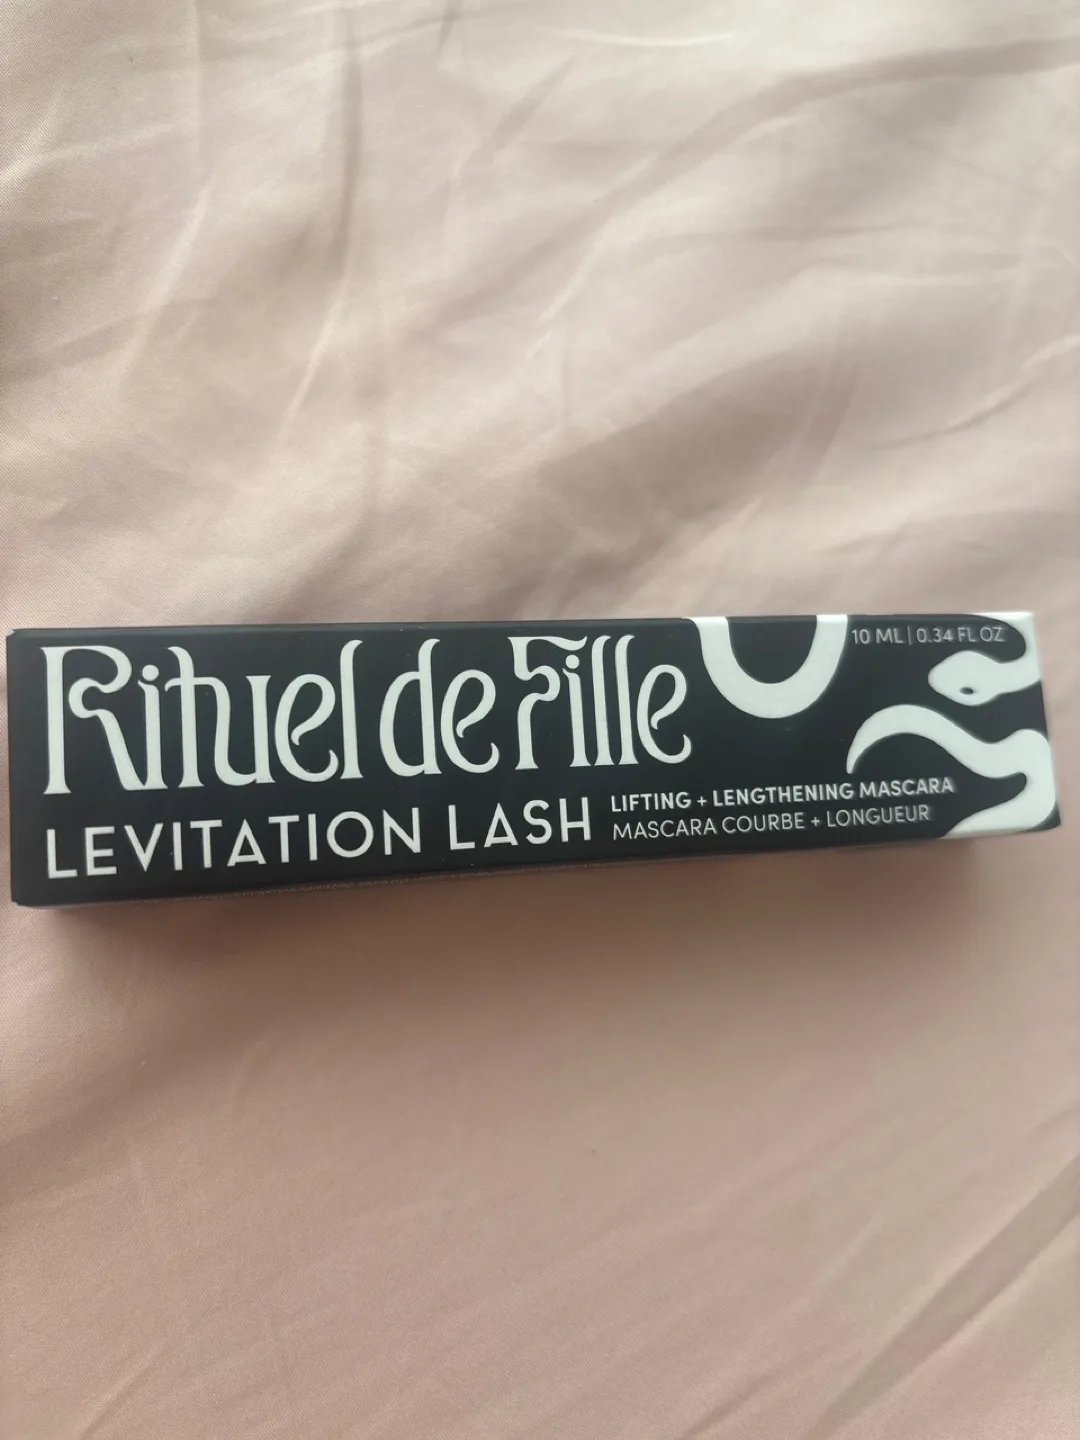 Rituel de Fille
10 ML | 0.34 FL OZ
LEVITATION LASH
LIFTING + LENGTHENING MASCARA
MASCARA COURBE + LONGUEUR